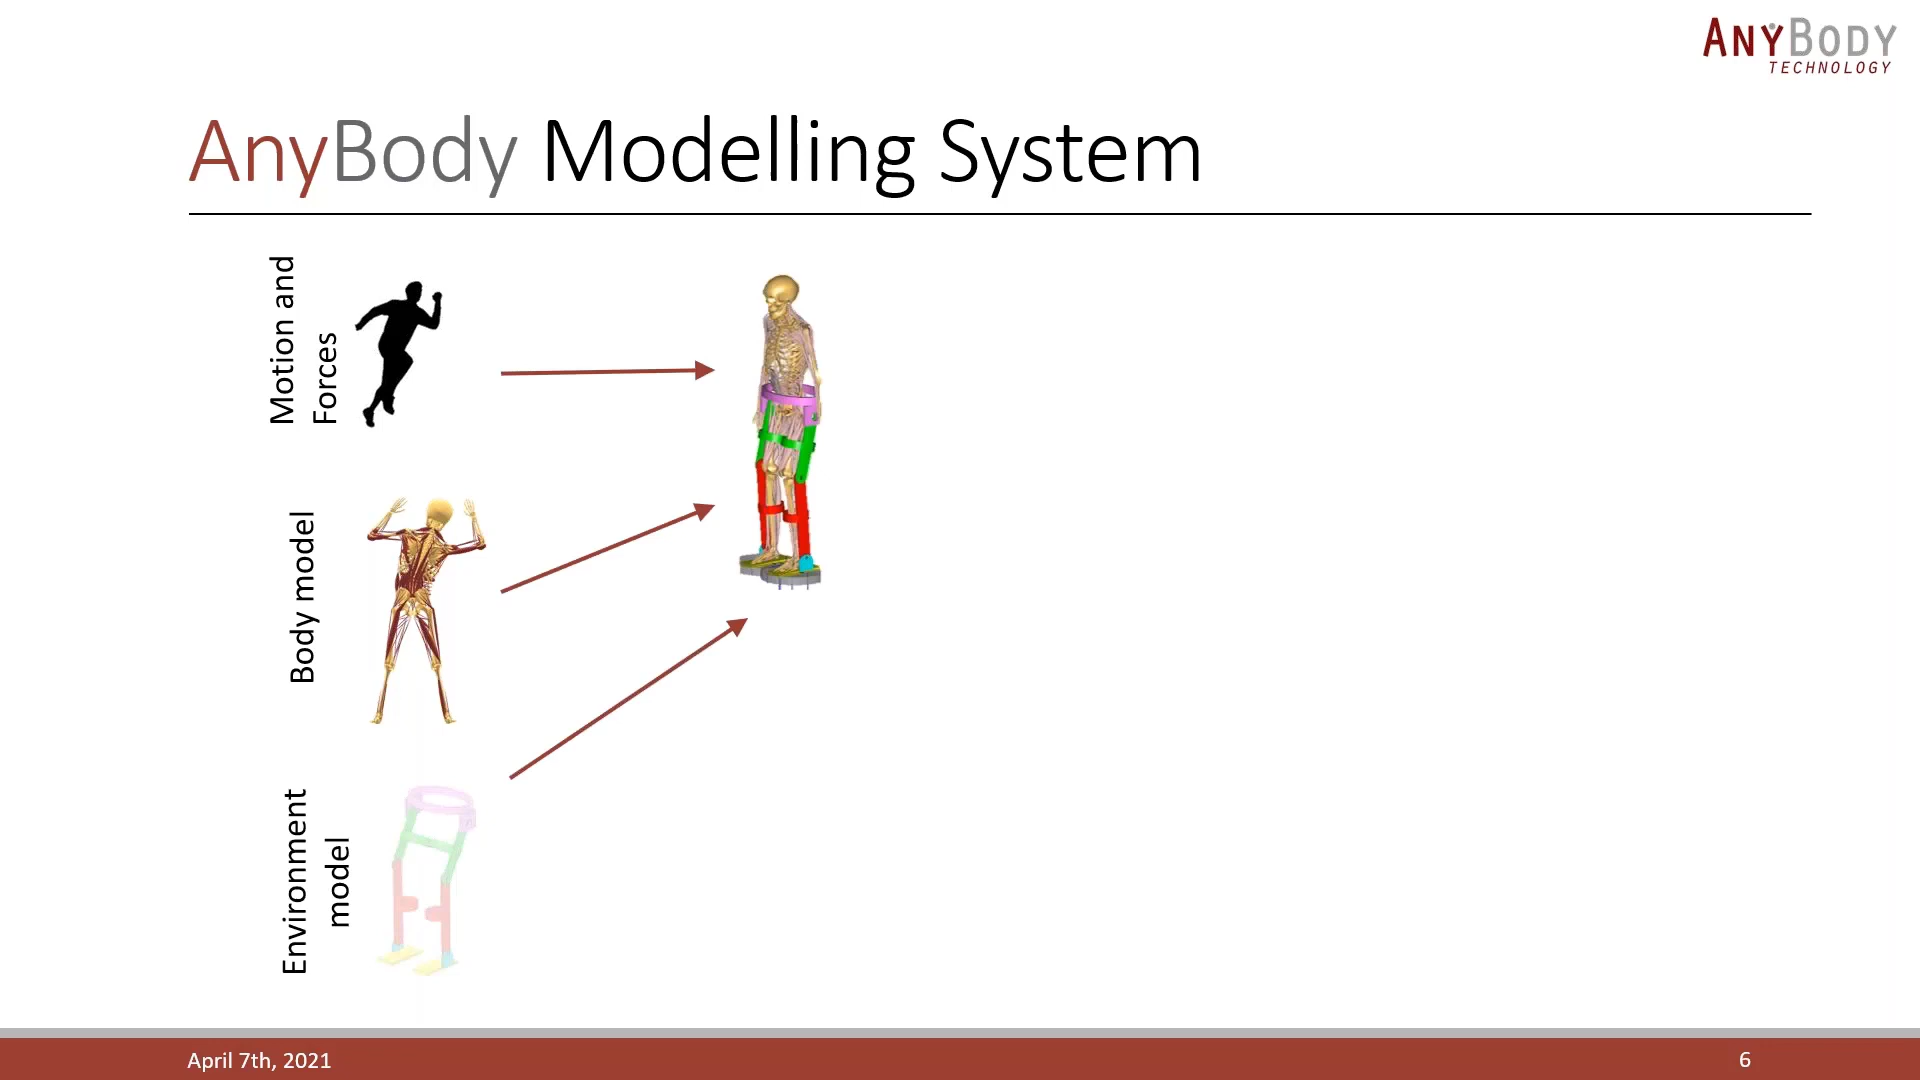 ANYBODY
TECHNOLOGY
AnyBody Modelling System
Motion and
Forces
Body model
Environment
model
April 7th, 2021
6